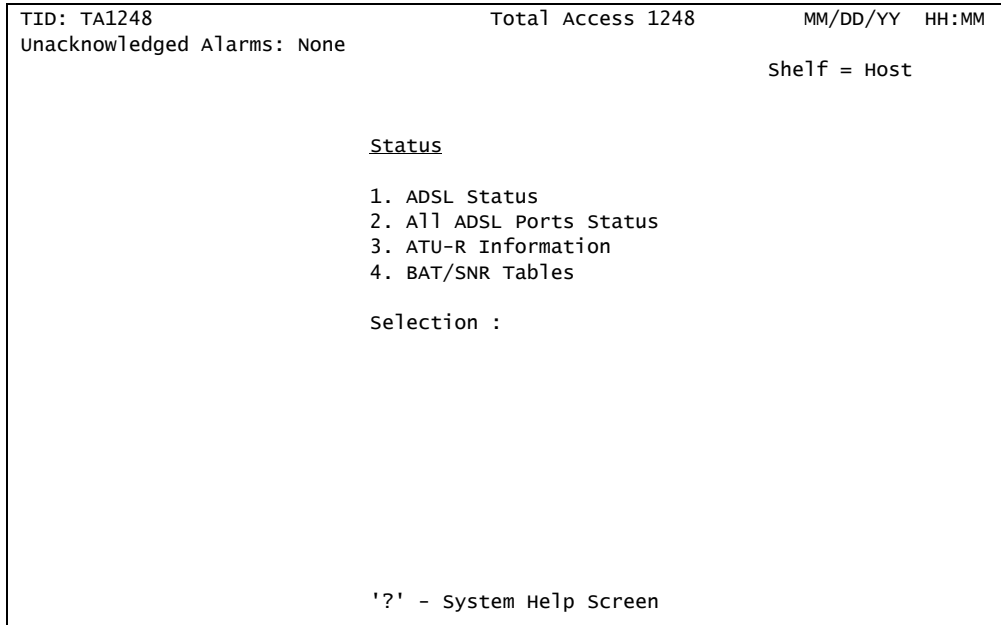 TID: TA1248 Total Access 1248 MM/DD/YY HH:MM
Unacknowledged Alarms: None
Shelf = Host
Status
1. ADSL Status
2. All ADSL Ports Status
3. ATU-R Information
4. BAT/SNR Tables
Selection :
'?' - System Help Screen